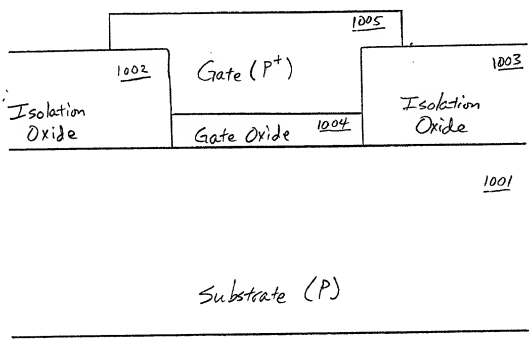 1005
1002
Gate (P+)
1003
Isolation
Oxide
Isolation
Oxide
Gate Oxide 1004
1001
Substrate (P)